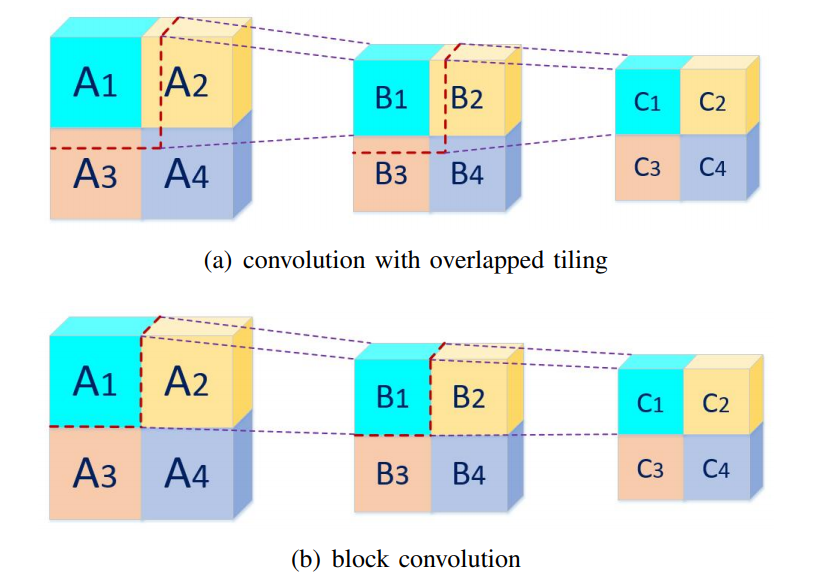 A1 A2 B1 B2 C1 C2
A3 A4 B3 B4 C3 C4
(a) convolution with overlapped tiling
A1 A2 B1 B2 C1 C2
A3 A4 B3 B4 C3 C4
(b) block convolution